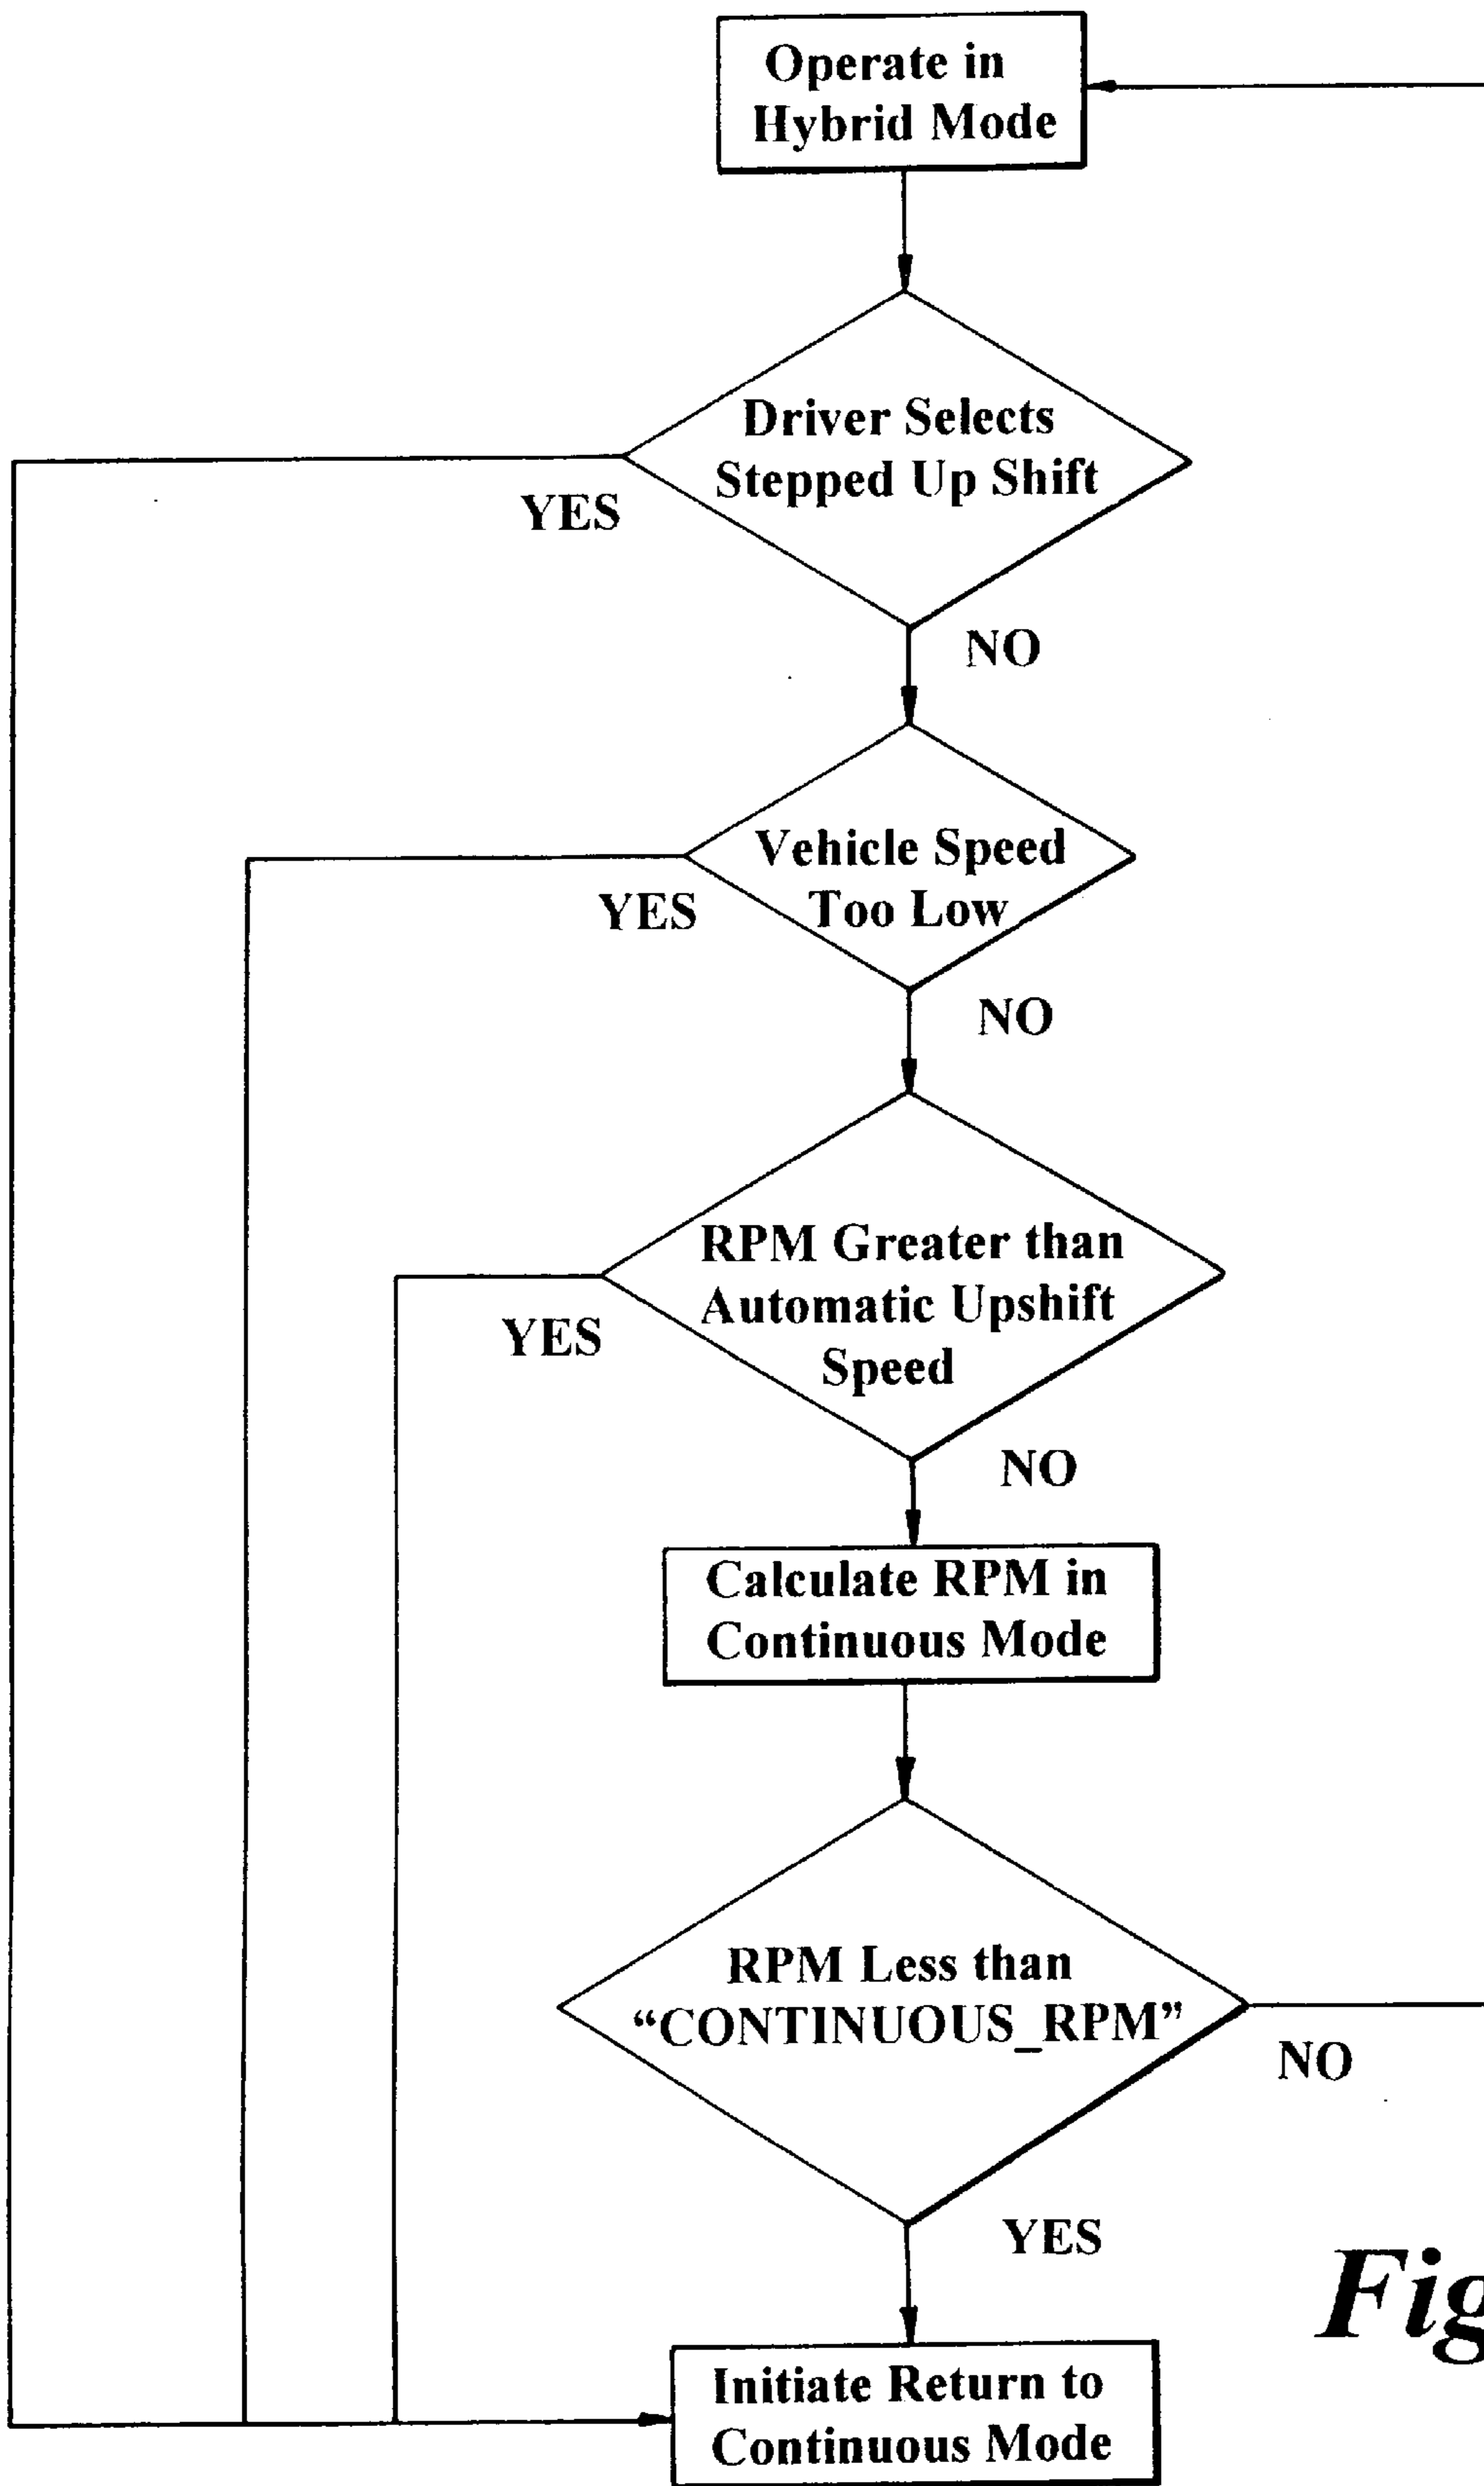 Operate in
Hybrid Mode
Driver Selects
Stepped Up Shift
YES
NO
Vehicle Speed
Too Low
YES
NO
RPM Greater than
Automatic Upshift
Speed
YES
NO
Calculate RPM in
Continuous Mode
RPM Less than
“CONTINUOUS_RPM”
NO
YES
Fig
Initiate Return to
Continuous Mode